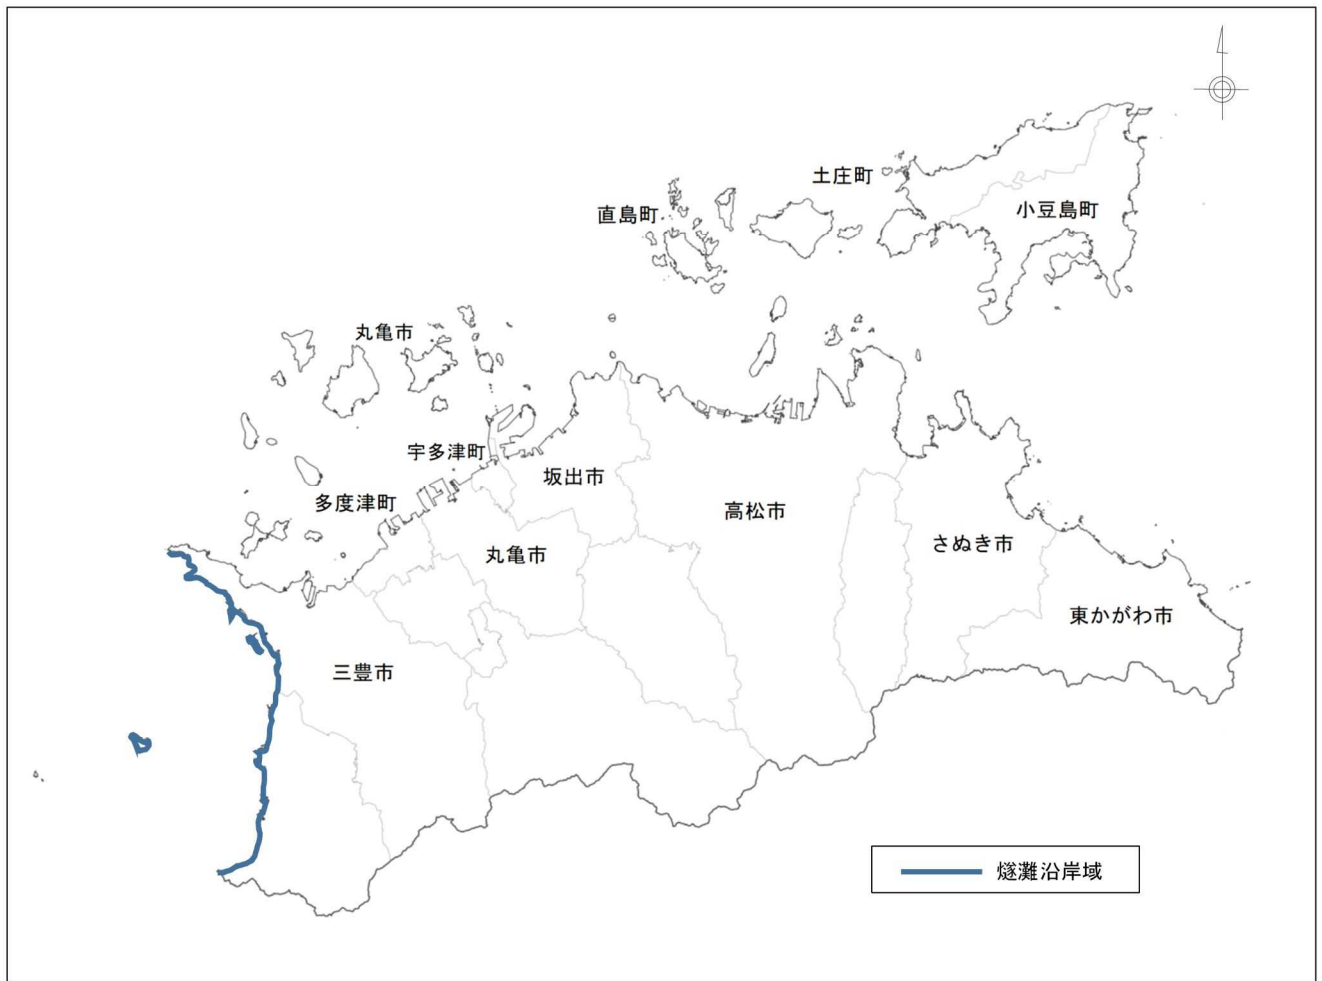 土庄町
小豆島町
直島町
丸亀市
宇多津町
坂出市
多度津町
高松市
さぬき市
丸亀市
東かがわ市
三豊市
燧灘沿岸域